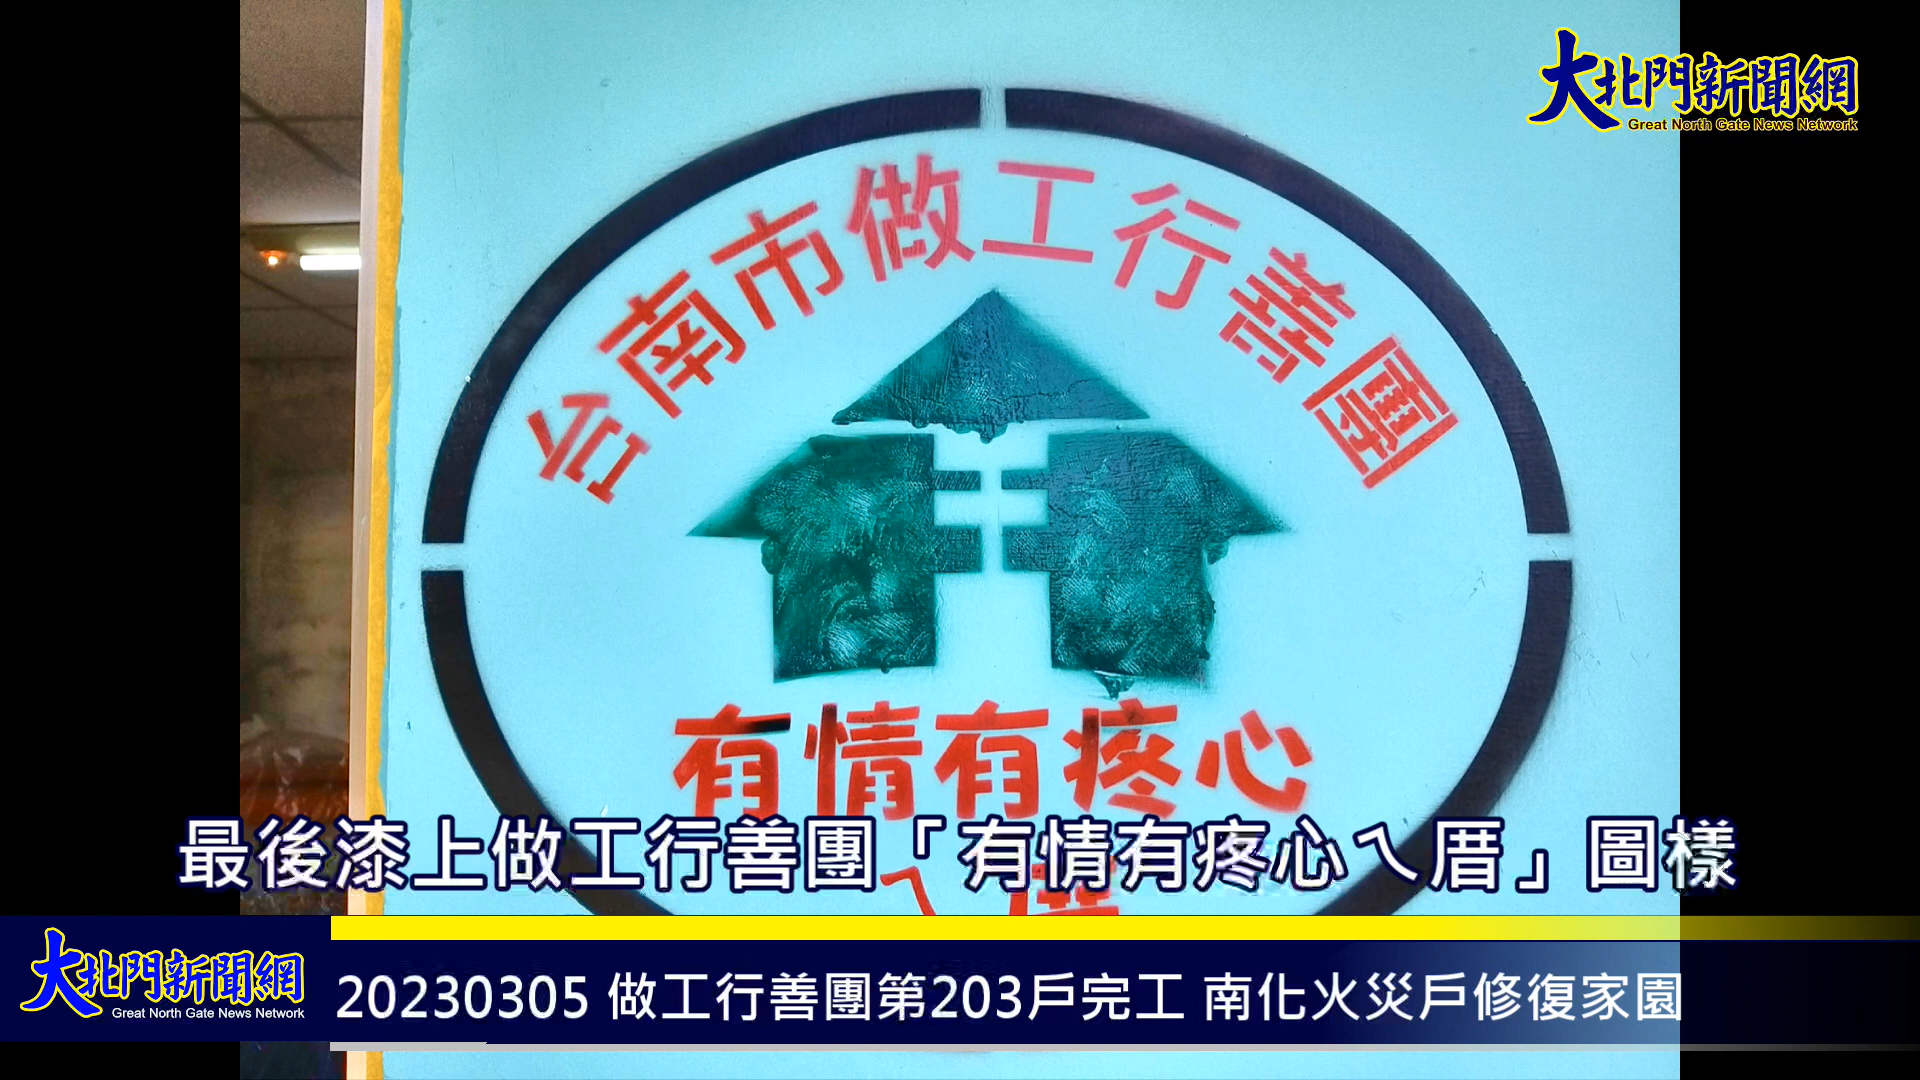 大北門新聞網
Great North Gate News Network
台南市做工行善團
有情有疼心
ㄟ厝
最後漆上做工行善團「有情有疼心ㄟ厝」圖樣
大北門新聞網
Great North Gate News Network
20230305 做工行善團第203戶完工 南化火災戶修復家園